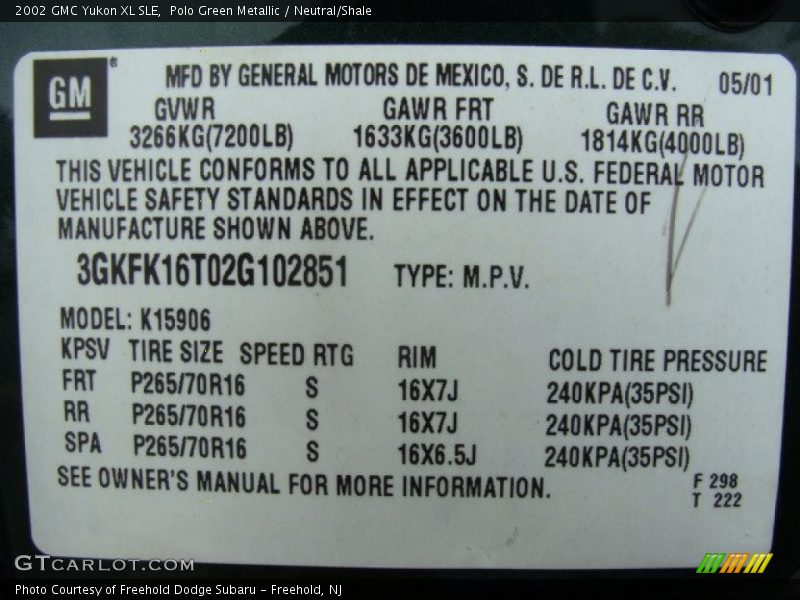 2002 GMC Yukon XL SLE,  Polo Green Metallic / Neutral/Shale
GM®
MFD BY GENERAL MOTORS DE MEXICO, S. DE R.L. DE C.V. 05/01
GVWR GAWR FRT GAWR RR
3266KG(7200LB) 1633KG(3600LB) 1814KG(4000LB)
THIS VEHICLE CONFORMS TO ALL APPLICABLE U.S. FEDERAL MOTOR
VEHICLE SAFETY STANDARDS IN EFFECT ON THE DATE OF
MANUFACTURE SHOWN ABOVE.
3GKFK16T02G102851 TYPE: M.P.V.
MODEL: K15906
KPSV TIRE SIZE SPEED RTG RIM COLD TIRE PRESSURE
FRT P265/70R16 S 16X7J 240KPA(35PSI)
RR P265/70R16 S 16X7J 240KPA(35PSI)
SPA P265/70R16 S 16X6.5J 240KPA(35PSI)
SEE OWNER'S MANUAL FOR MORE INFORMATION.
F 298
T 222
GTCARLOT.COM
Photo Courtesy of Freehold Dodge Subaru - Freehold, NJ